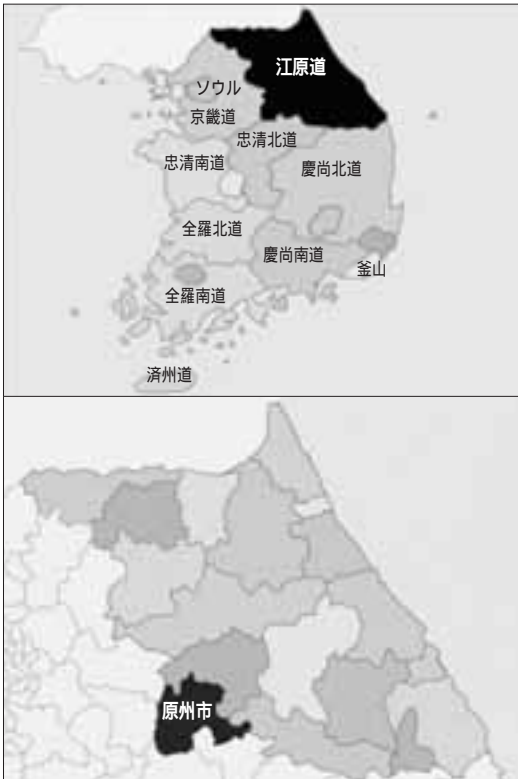 江原道
ソウル
京畿道
忠清北道
忠清南道
慶尚北道
全羅北道
慶尚南道
釜山
全羅南道
済州道
原州市